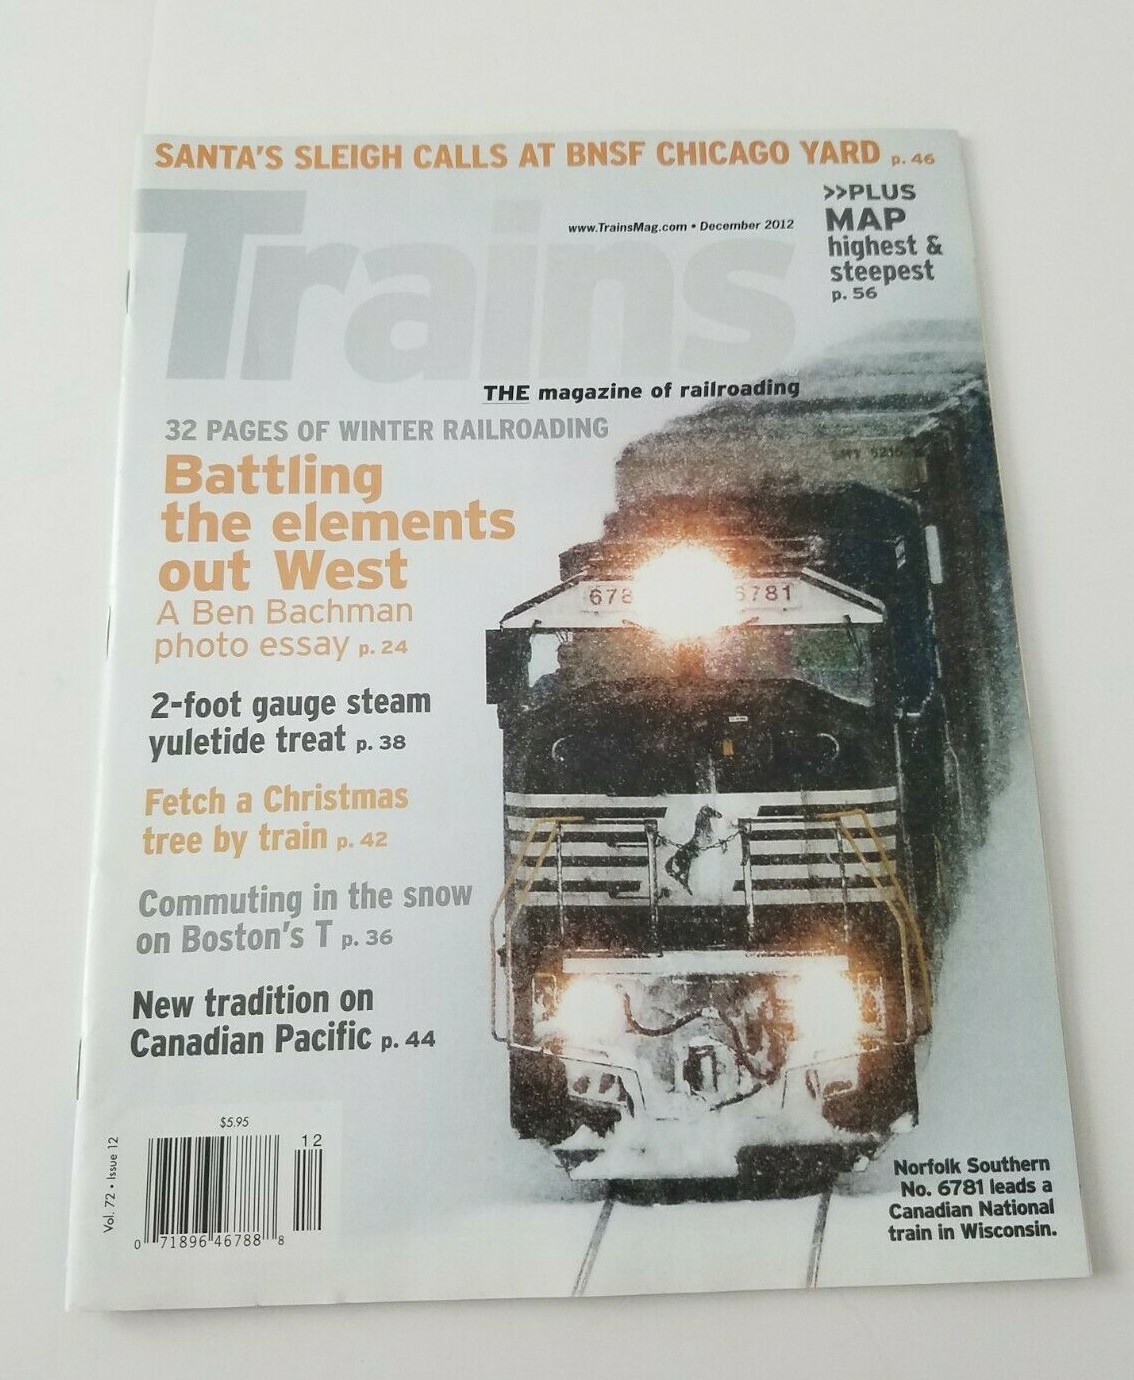 SANTA'S SLEIGH CALLS AT BNSF CHICAGO YARD p. 46
Trains
www.TrainsMag.com • December 2012
>>PLUS
MAP
highest &
steepest
p. 56
THE magazine of railroading
32 PAGES OF WINTER RAILROADING
Battling
the elements
out West
A Ben Bachman
photo essay p. 24
2-foot gauge steam
yuletide treat p. 38
Fetch a Christmas
tree by train p. 42
Commuting in the snow
on Boston's T p. 36
New tradition on
Canadian Pacific p. 44
678
6781
$5.95
12
Vol. 72 • Issue 12
0 71896 46788 8
Norfolk Southern
No. 6781 leads a
Canadian National
train in Wisconsin.